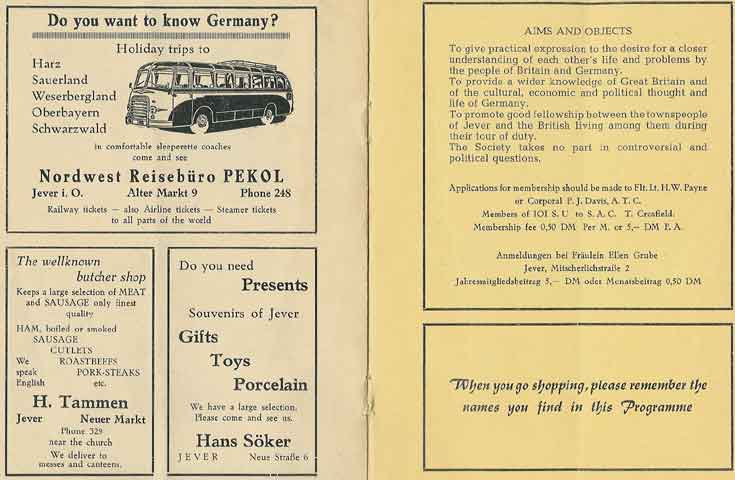 Do you want to know Germany?
Holiday trips to
Harz
Sauerland
Weserbergland
Oberbayern
Schwarzwald
in comfortable sleeperette coaches
come and see
Nordwest Reisebüro PEKOL
Jever i. O. Alter Markt 9 Phone 248
Railway tickets — also Airline tickets — Steamer tickets
to all parts of the world
The wellknown
butcher shop
Keeps a large selection of MEAT
and SAUSAGE only finest
quality
HAM, boiled or smoked
SAUSAGE
CUTLETS
We ROASTBEEFS
speak PORK-STEAKS
English etc.
H. Tammen
Jever Neuer Markt
Phone 329
near the church
We deliver to
messes and canteens.
Do you need
Presents
Souvenirs of Jever
Gifts
Toys
Porcelain
We have a large selection.
Please come and see us.
Hans Söker
JEVER Neue Straße 6
AIMS AND OBJECTS
To give practical expression to the desire for a closer
understanding of each other's life and problems by
the people of Britain and Germany.
To provide a wider knowledge of Great Britain and
of the cultural, economic and political thought and
life of Germany.
To promote good fellowship between the townspeople
of Jever and the British living among them during
their tour of duty.
The Society takes no part in controversial and
political questions.
Applications for membership should be made to Flt. Lt. H.W. Payne
or Corporal P. J. Davis, A. T. C.
Members of 101 S. U to S. A. C. T. Crosfield.
Membership fee 0,50 DM Per M. or 5,— DM P. A.
Anmeldungen bei Fräulein Ellen Grube
Jever, Mitscherlichstraße 2
Jahresmitgliedsbeitrag 5,— DM oder Monatsbeitrag 0,50 DM
When you go shopping, please remember the
names you find in this Programme